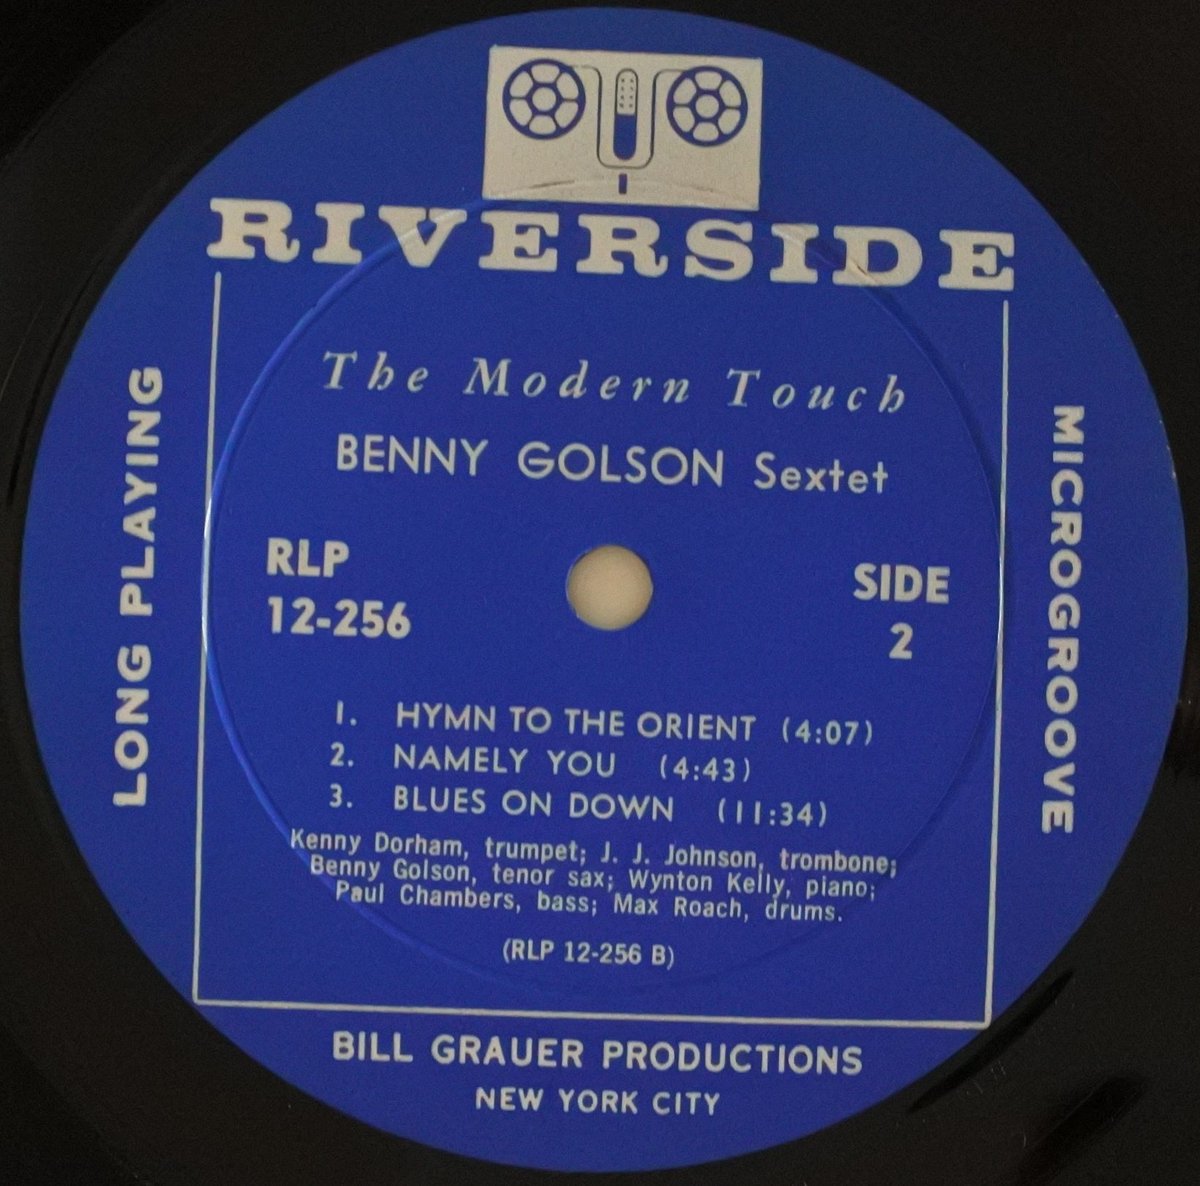 RIVERSIDE
The Modern Touch
BENNY GOLSON Sextet
RLP
12-256
SIDE
2
1. HYMN TO THE ORIENT (4:07)
2. NAMELY YOU (4:43)
3. BLUES ON DOWN (11:34)
Kenny Dorham, trumpet; J. J. Johnson, trombone;
Benny Golson, tenor sax; Wynton Kelly, piano;
Paul Chambers, bass; Max Roach, drums.
(RLP 12-256 B)
LONG PLAYING
MICROGROOVE
BILL GRAUER PRODUCTIONS
NEW YORK CITY